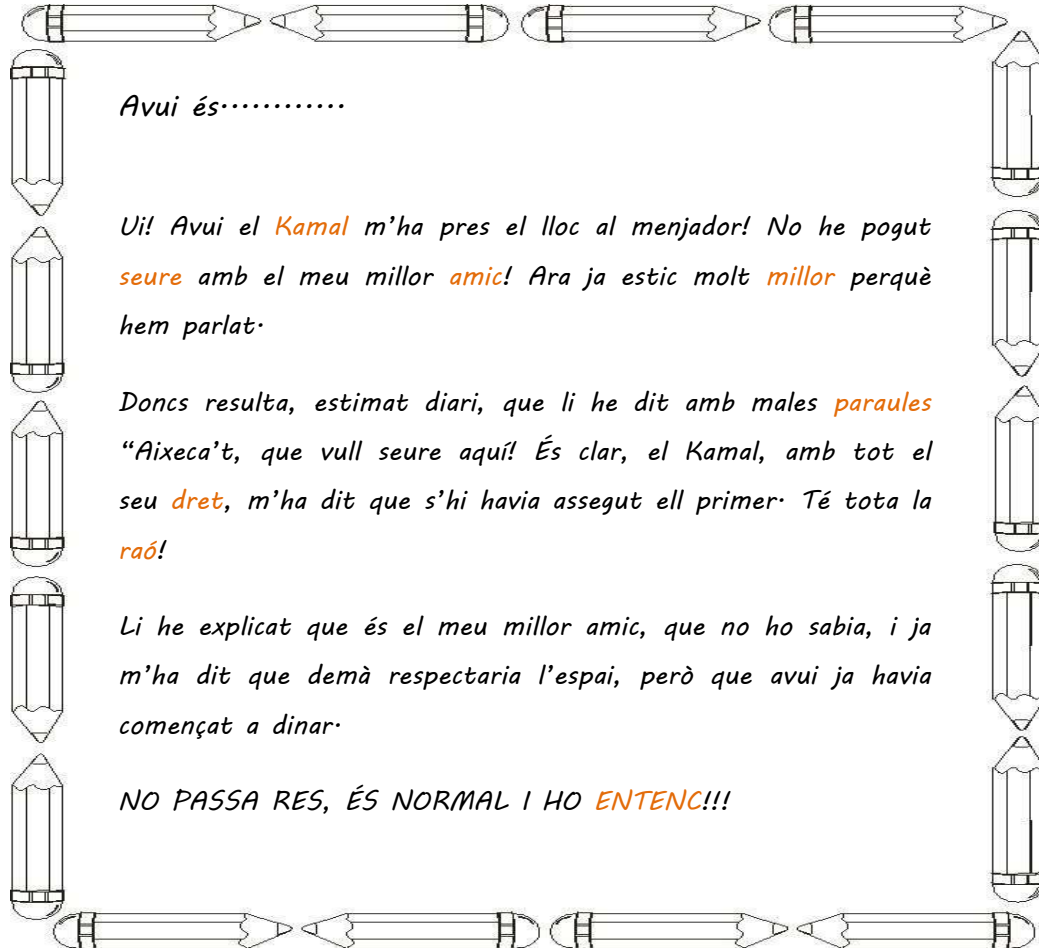 Avui és············
Ui! Avui el Kamal m'ha pres el lloc al menjador! No he pogut
seure amb el meu millor amic! Ara ja estic molt millor perquè
hem parlat·
Doncs resulta, estimat diari, que li he dit amb males paraules
“Aixeca't, que vull seure aquí! És clar, el Kamal, amb tot el
seu dret, m'ha dit que s'hi havia assegut ell primer· Té tota la
raó!
Li he explicat que és el meu millor amic, que no ho sabia, i ja
m'ha dit que demà respectaria l'espai, però que avui ja havia
començat a dinar·
NO PASSA RES, ÉS NORMAL I HO ENTENC!!!